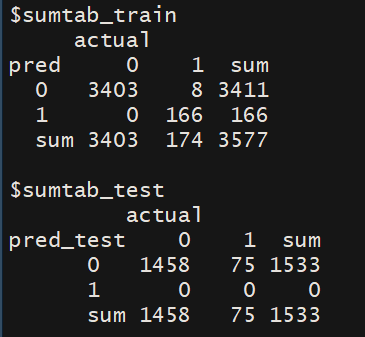 $sumtab_train
actual
pred 0 1 sum
0 3403 8 3411
1 0 166 166
sum 3403 174 3577
$sumtab_test
actual
pred_test 0 1 sum
0 1458 75 1533
1 0 0 0
sum 1458 75 1533